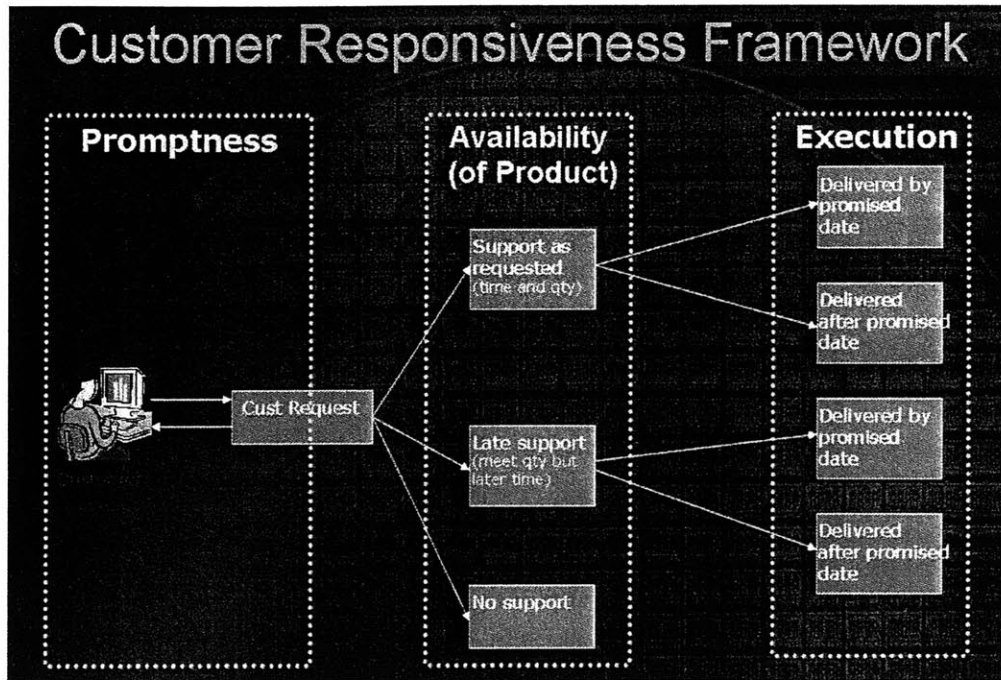 Customer Responsiveness Framework
Promptness
Cust Request
Availability
(of Product)
Support as
requested
(time and qty)
Late support
(meet qty but
later time)
No support
Execution
Delivered by
promised
date
Delivered
after promised
date
Delivered by
promised
date
Delivered
after promised
date